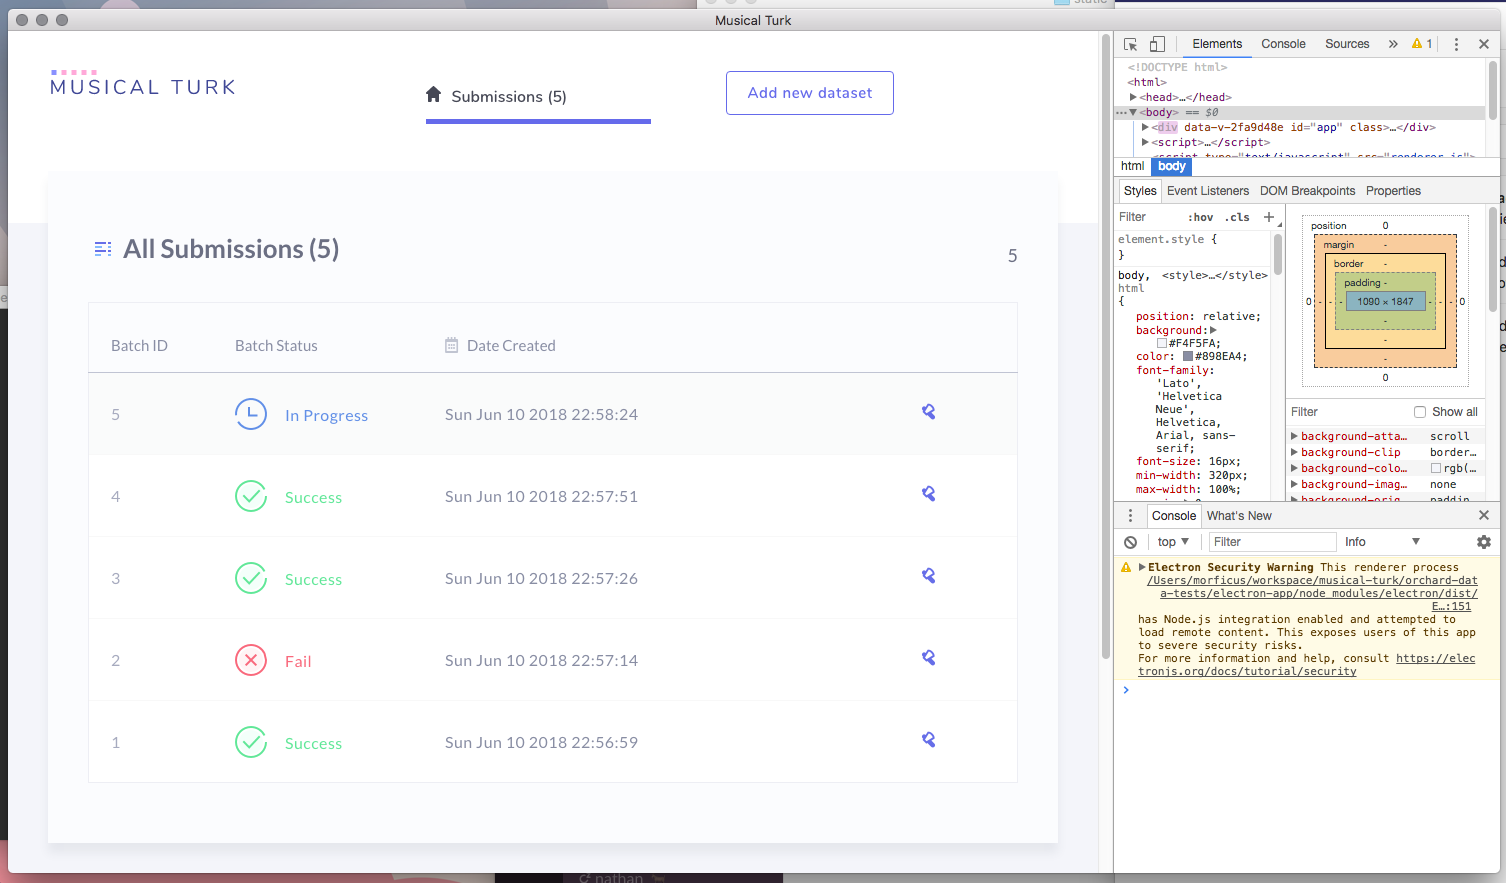 Musical Turk
MUSICAL TURK
Submissions (5)
Add new dataset
All Submissions (5)
5
Batch ID
Batch Status
Date Created
5
In Progress
Sun Jun 10 2018 22:58:24
4
Success
Sun Jun 10 2018 22:57:51
3
Success
Sun Jun 10 2018 22:57:26
2
Fail
Sun Jun 10 2018 22:57:14
1
Success
Sun Jun 10 2018 22:56:59
nathan
Elements
Console
Sources
1
<!DOCTYPE html>
<html>
<head>…</head>
<body> == $0
<div data-v-2fa9d48e id="app" class>…</div>
<script>…</script>
<script type="text/javascript" src="renderer.js">
html
body
Styles
Event Listeners
DOM Breakpoints
Properties
Filter
:hov
.cls
element.style {
}
body, <style>…</style>
html
{
position: relative;
background:
#F4F5FA;
color: #898EA4;
font-family:
'Lato',
'Helvetica
Neue',
Helvetica,
Arial, sans-
serif;
font-size: 16px;
min-width: 320px;
max-width: 100%;
position 0
margin -
border -
padding -
0 - - - 1090 × 1847 - - - 0
-
-
-
0
Filter
Show all
background-atta… scroll
background-clip border…
background-colo… rgb(…
background-imag… none
background-orig… paddin…
Console
What's New
top
Filter
Info
Electron Security Warning This renderer process
/Users/morficus/workspace/musical-turk/orchard-dat
a-tests/electron-app/node_modules/electron/dist/
E…:151
has Node.js integration enabled and attempted to
load remote content. This exposes users of this app
to severe security risks.
For more information and help, consult https://elec
tronjs.org/docs/tutorial/security